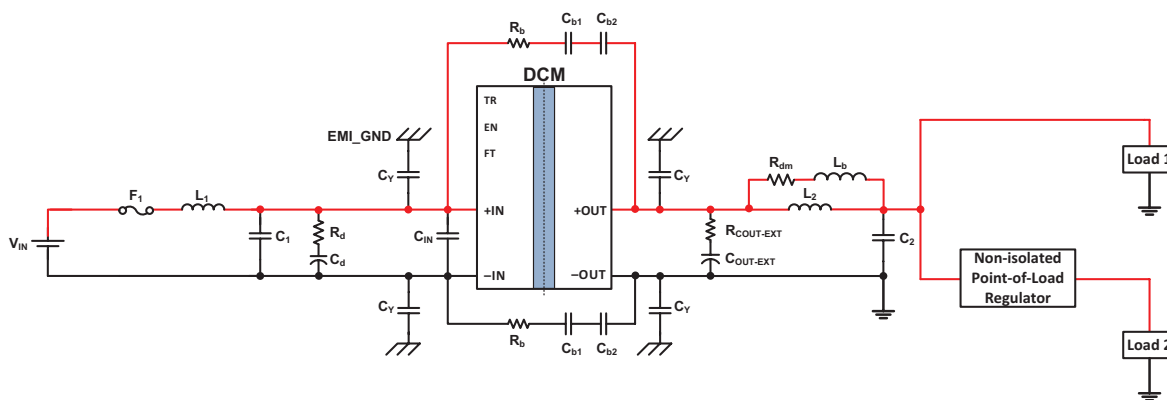 Rb
Cb1
Cb2
DCM
TR
EN
FT
EMI_GND
CY
CY
Rdm
Lb
Load 1
F1
L1
L2
+IN
+OUT
VIN
C1
Rd
Cd
CIN
RCOUT-EXT
COUT-EXT
C2
–IN
–OUT
Non-isolated
Point-of-Load
Regulator
CY
CY
Rb
Cb1
Cb2
Load 2